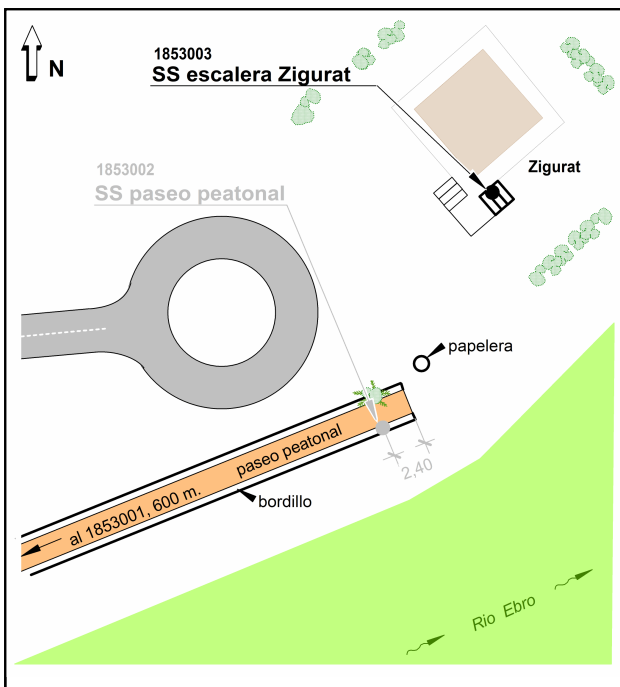 N
1853003
SS escalera Zigurat
Zigurat
1853002
SS paseo peatonal
papelera
paseo peatonal
2,40
bordillo
al 1853001, 600 m.
Rio Ebro